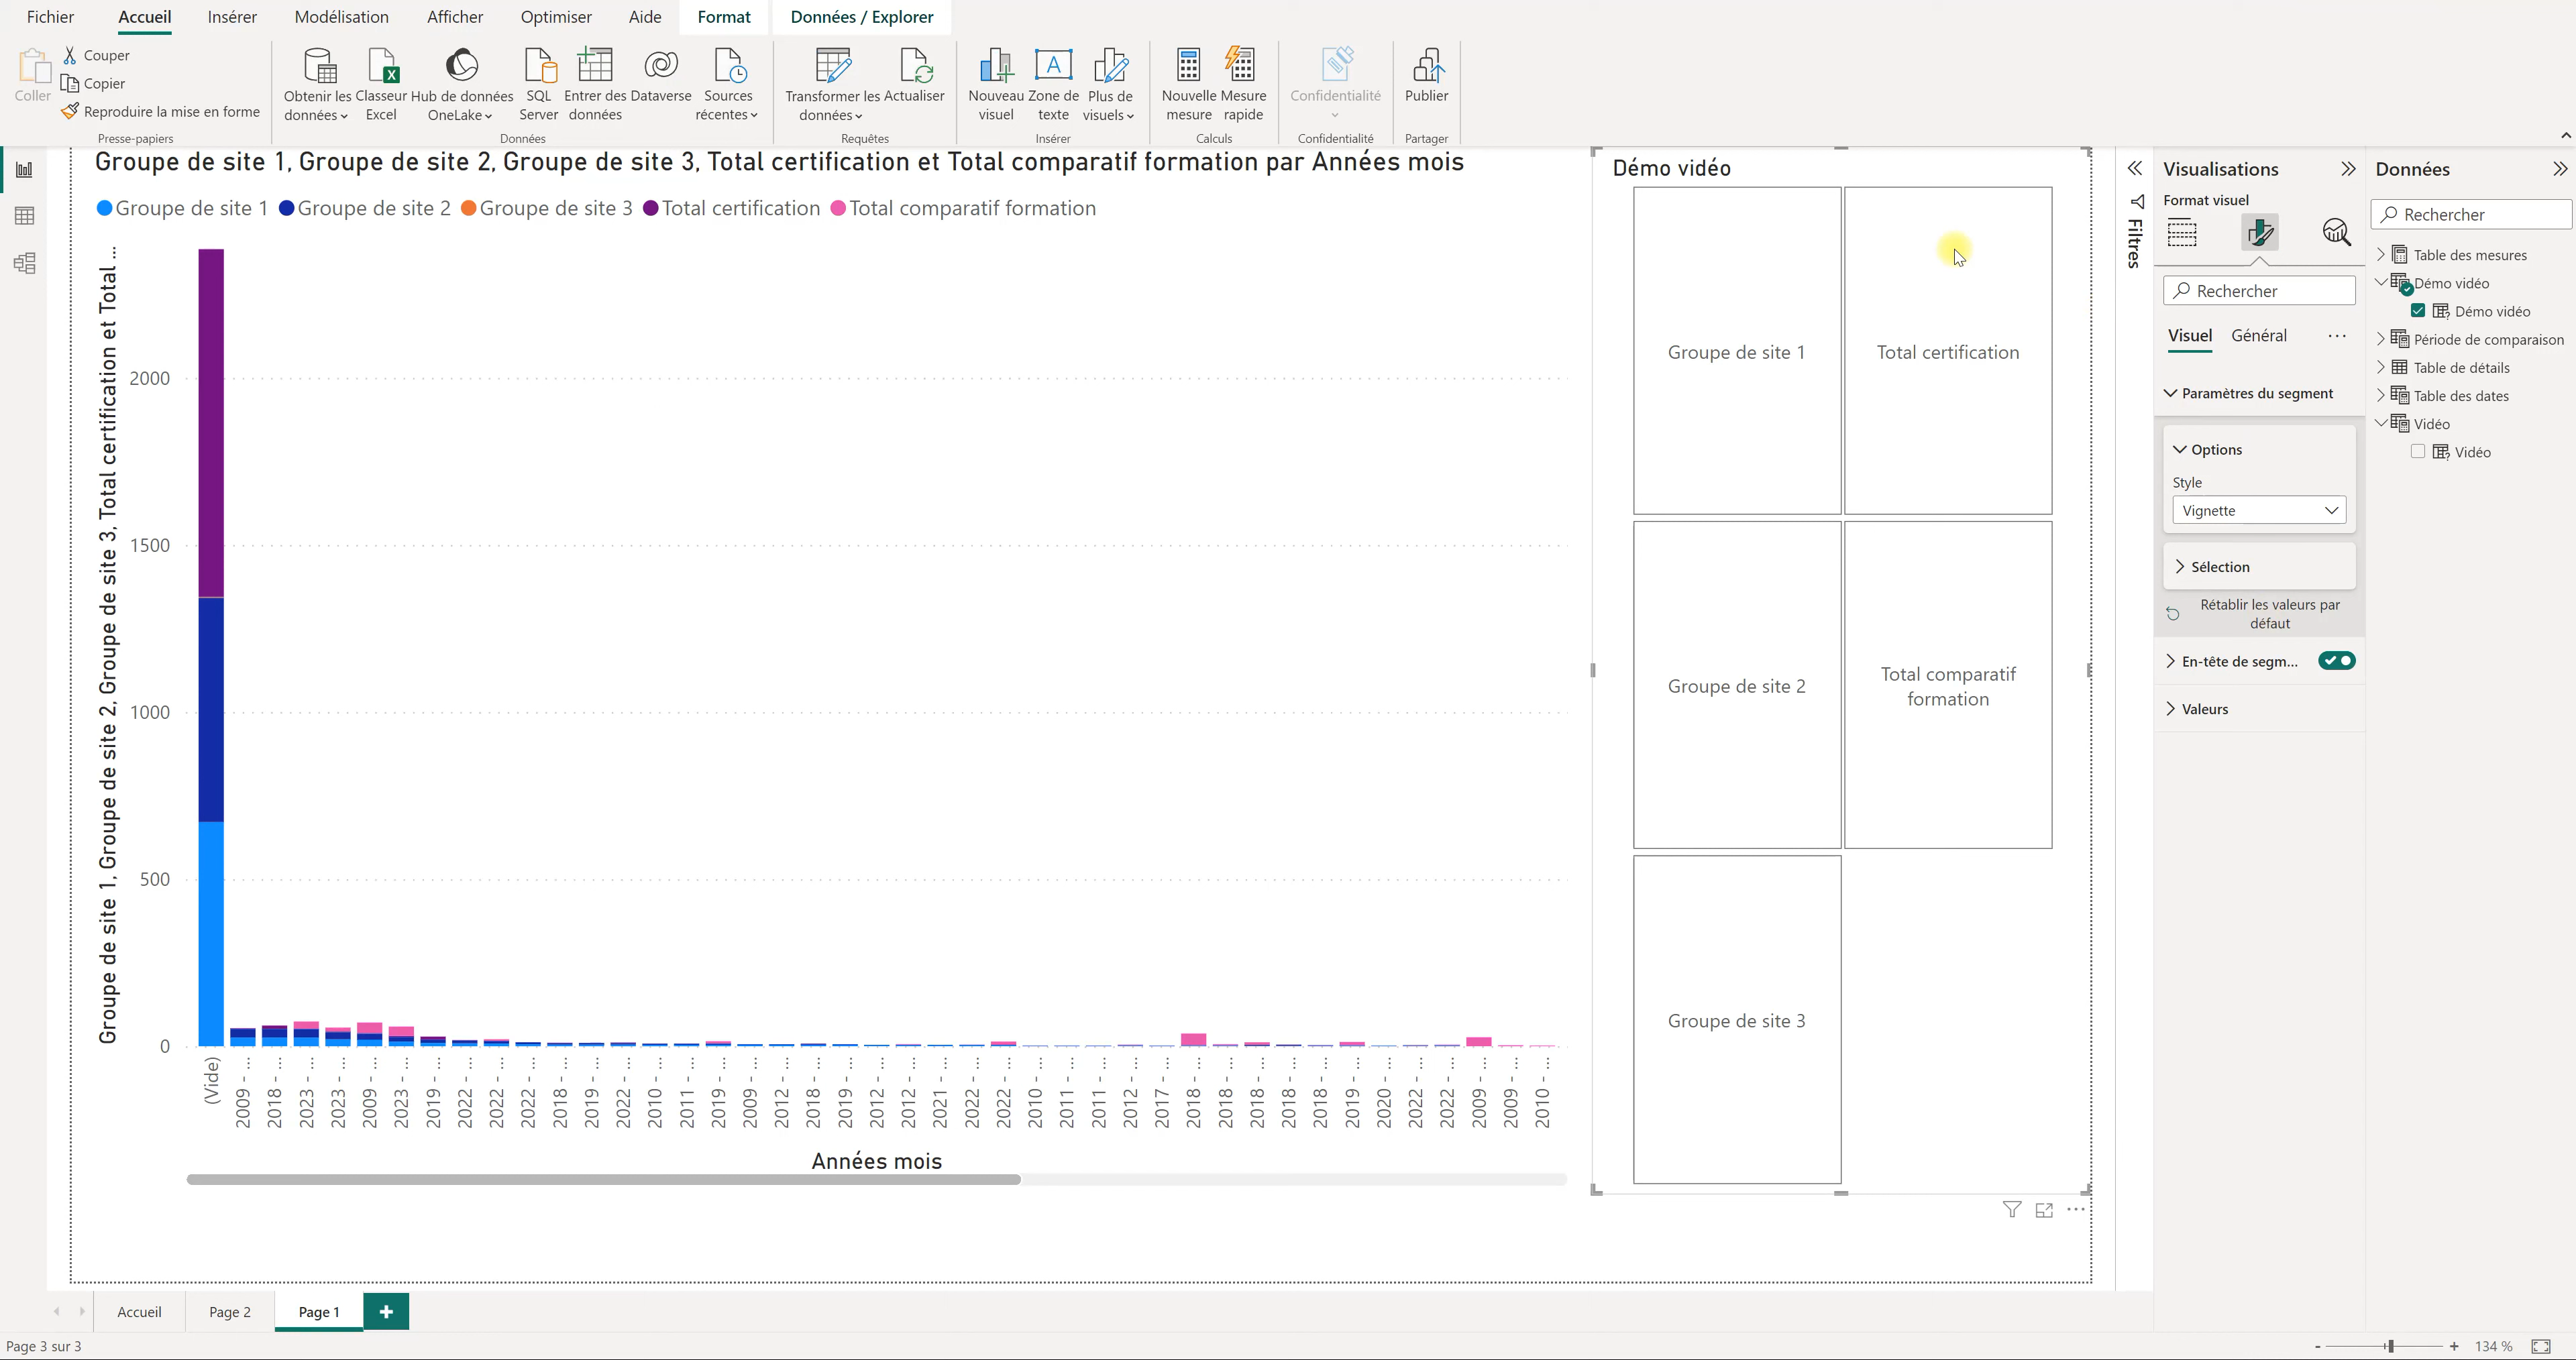 Fichier
Accueil
Insérer
Modélisation
Afficher
Optimiser
Aide
Format
Données / Explorer
Coller
Couper
Copier
Reproduire la mise en forme
Presse-papiers
Obtenir les
données
Classeur
Excel
Hub de données
OneLake
SQL
Server
Entrer des
données
Dataverse
Sources
récentes
Données
Transformer les
données
Actualiser
Requêtes
Nouveau
visuel
Zone de
texte
Plus de
visuels
Insérer
Nouvelle
mesure
Mesure
rapide
Calculs
Confidentialité
Confidentialité
Publier
Partager
Groupe de site 1, Groupe de site 2, Groupe de site 3, Total certification et Total comparatif formation par Années mois
Groupe de site 1
Groupe de site 2
Groupe de site 3
Total certification
Total comparatif formation
Groupe de site 1, Groupe de site 2, Groupe de site 3, Total certification et Total ...
2000
1500
1000
500
0
(Vide)
2009 - ...
2018 - ...
2023 - ...
2023 - ...
2009 - ...
2023 - ...
2019 - ...
2022 - ...
2022 - ...
2022 - ...
2018 - ...
2019 - ...
2022 - ...
2010 - ...
2011 - ...
2019 - ...
2009 - ...
2012 - ...
2018 - ...
2019 - ...
2012 - ...
2012 - ...
2021 - ...
2022 - ...
2022 - ...
2010 - ...
2011 - ...
2011 - ...
2012 - ...
2017 - ...
2018 - ...
2018 - ...
2018 - ...
2018 - ...
2018 - ...
2019 - ...
2020 - ...
2022 - ...
2022 - ...
2009 - ...
2009 - ...
2010 - ...
Années mois
Démo vidéo
Groupe de site 1
Total certification
Groupe de site 2
Total comparatif
formation
Groupe de site 3
Filtres
Visualisations
Format visuel
Rechercher
Visuel
Général
...
Paramètres du segment
Options
Style
Vignette
Sélection
Rétablir les valeurs par
défaut
En-tête de segm...
Valeurs
Données
Rechercher
Table des mesures
Démo vidéo
Démo vidéo
Période de comparaison
Table de détails
Table des dates
Vidéo
Vidéo
Accueil
Page 2
Page 1
+
Page 3 sur 3
- + 134 %